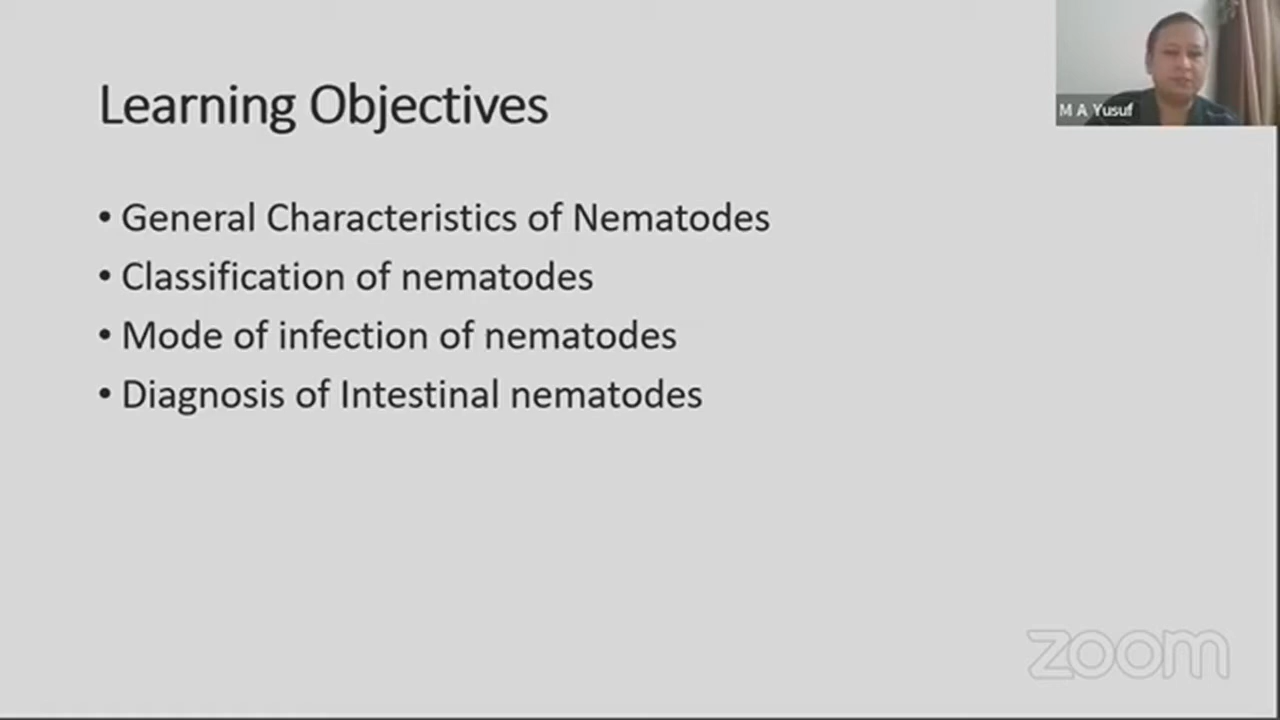 Learning Objectives
• General Characteristics of Nematodes
• Classification of nematodes
• Mode of infection of nematodes
• Diagnosis of Intestinal nematodes
M A Yusuf
zoom